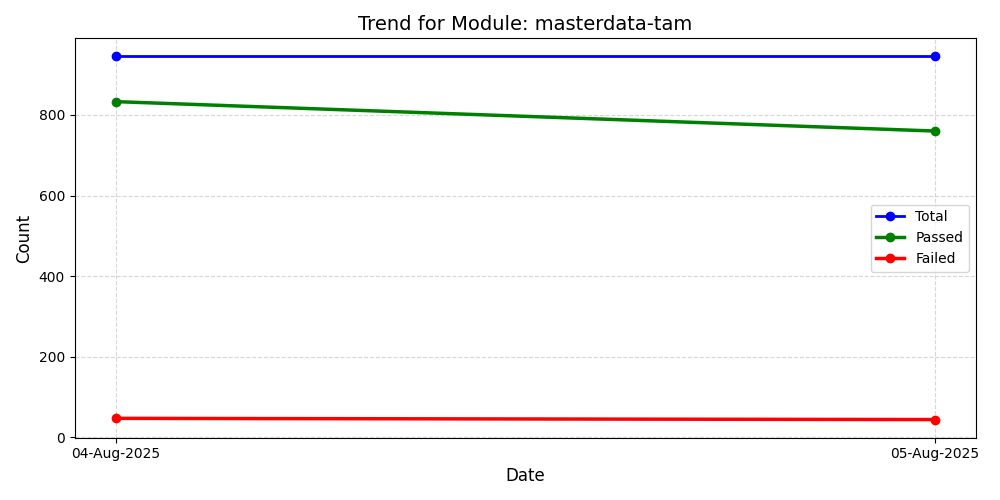 Trend for Module: masterdata-tam
Count
800
600
400
200
0
Total
Passed
Failed
04-Aug-2025
05-Aug-2025
Date